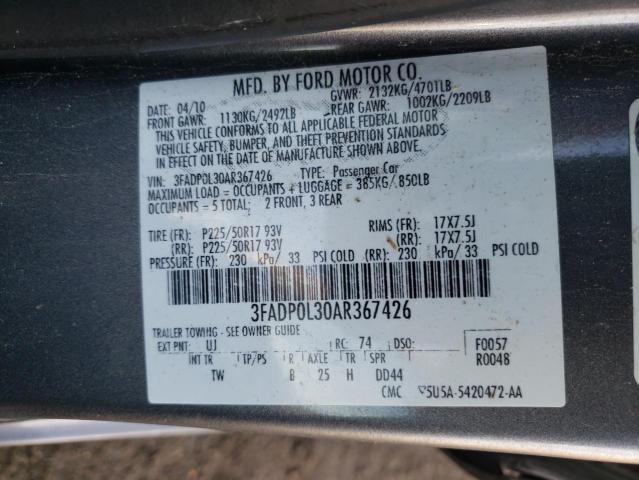 MFD. BY FORD MOTOR CO.
DATE: 04/10 GVWR: 2132KG/4701LB
FRONT GAWR: 1130KG/2492LB REAR GAWR: 1002KG/2209LB
THIS VEHICLE CONFORMS TO ALL APPLICABLE FEDERAL MOTOR
VEHICLE SAFETY, BUMPER, AND THEFT PREVENTION STANDARDS
IN EFFECT ON THE DATE OF MANUFACTURE SHOWN ABOVE.
VIN: 3FADP0L30AR367426 TYPE: Passenger Car
MAXIMUM LOAD = OCCUPANTS + LUGGAGE = 385KG/.850LB
OCCUPANTS = 5 TOTAL: 2 FRONT, 3 REAR
TIRE (FR): P225/50R17 93V RIMS (FR): 17X7.5J
(RR): P225/50R17 93V (RR): 17X7.5J
PRESSURE (FR): 230 kPa/ 33 PSI COLD (RR): 230 kPa/ 33 PSI COLD
3FADP0L30AR367426
TRAILER TOWING - SEE OWNER GUIDE
EXT PNT: UJ RC: 74 DSO: F0057
INT TR TP/PS R AXLE TR SPR R0048
TW B 25 H DD44
CMC 5U5A-5420472-AA